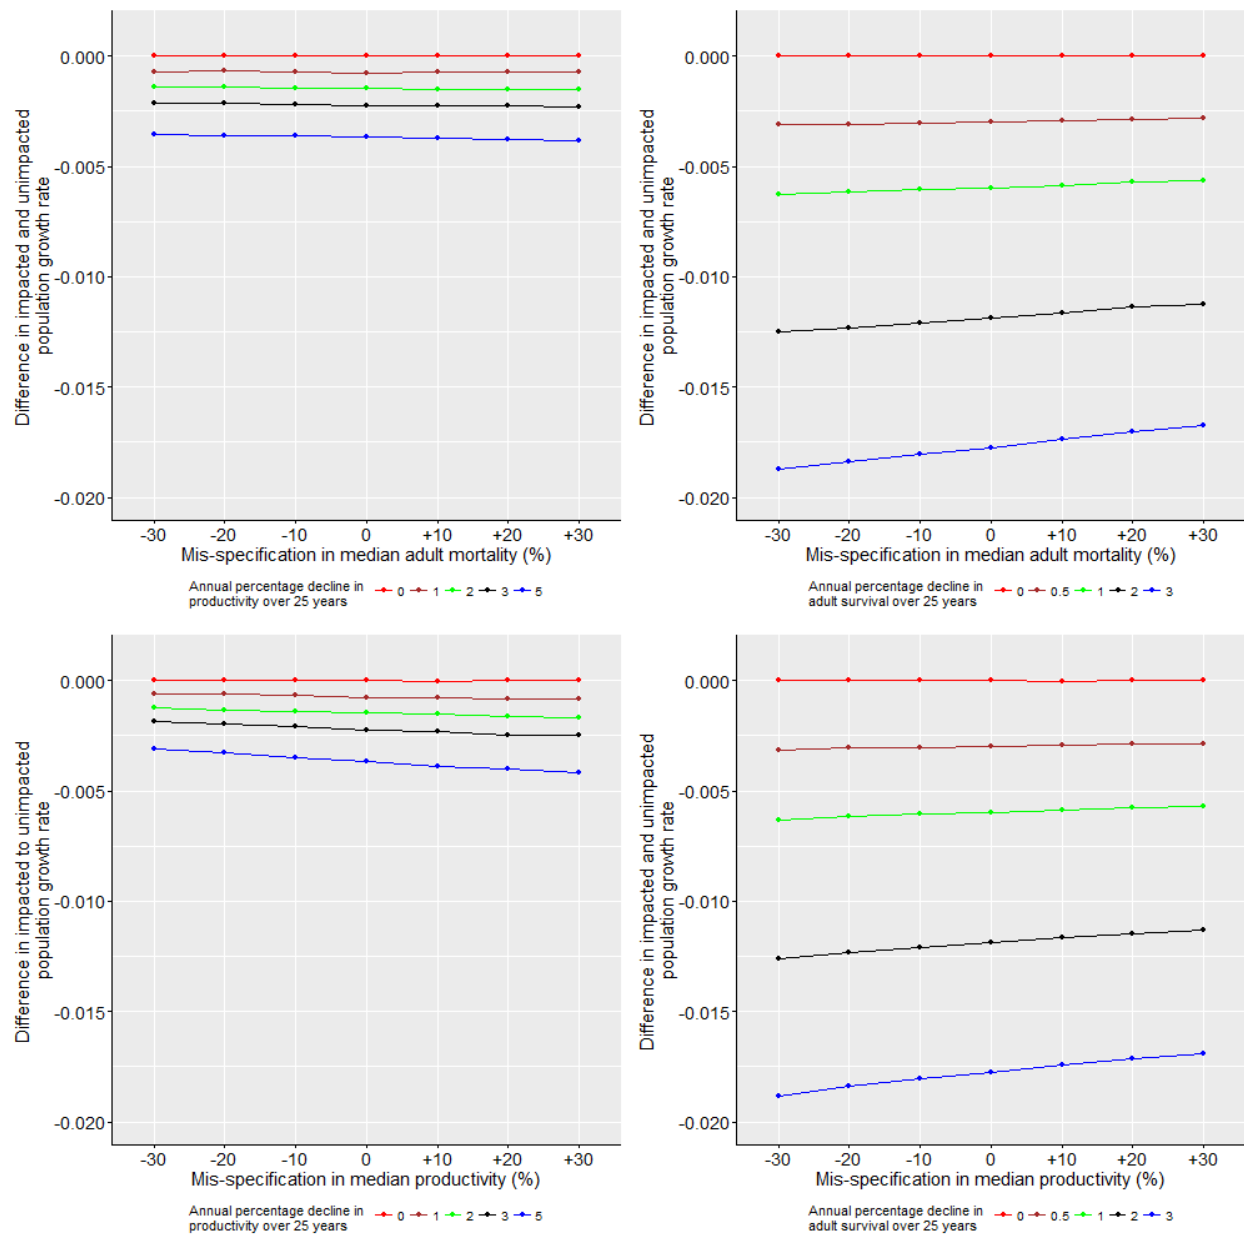 Difference in impacted and unimpacted
population growth rate
0.000
-0.005
-0.010
-0.015
-0.020
-30 -20 -10 0 +10 +20 +30
Mis-specification in median adult mortality (%)
Annual percentage decline in
productivity over 25 years
0 1 2 3 5
Difference in impacted and unimpacted
population growth rate
0.000
-0.005
-0.010
-0.015
-0.020
-30 -20 -10 0 +10 +20 +30
Mis-specification in median adult mortality (%)
Annual percentage decline in
adult survival over 25 years
0 0.5 1 2 3
Difference in impacted to unimpacted
population growth rate
0.000
-0.005
-0.010
-0.015
-0.020
-30 -20 -10 0 +10 +20 +30
Mis-specification in median productivity (%)
Annual percentage decline in
productivity over 25 years
0 1 2 3 5
Difference in impacted and unimpacted
population growth rate
0.000
-0.005
-0.010
-0.015
-0.020
-30 -20 -10 0 +10 +20 +30
Mis-specification in median productivity (%)
Annual percentage decline in
adult survival over 25 years
0 0.5 1 2 3